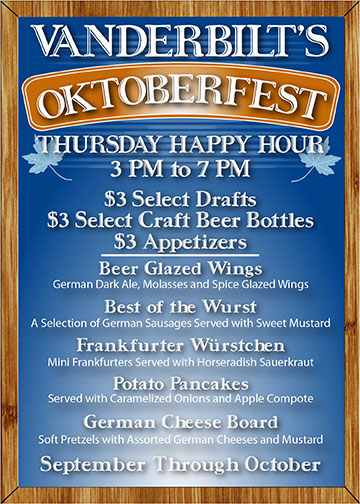 VANDERBILT'S
OKTOBERFEST
THURSDAY HAPPY HOUR
3 PM to 7 PM
$3 Select Drafts
$3 Select Craft Beer Bottles
$3 Appetizers
Beer Glazed Wings
German Dark Ale, Molasses and Spice Glazed Wings
Best of the Wurst
A Selection of German Sausages Served with Sweet Mustard
Frankfurter Würstchen
Mini Frankfurters Served with Horseradish Sauerkraut
Potato Pancakes
Served with Caramelized Onions and Apple Compote
German Cheese Board
Soft Pretzels with Assorted German Cheeses and Mustard
September Through October